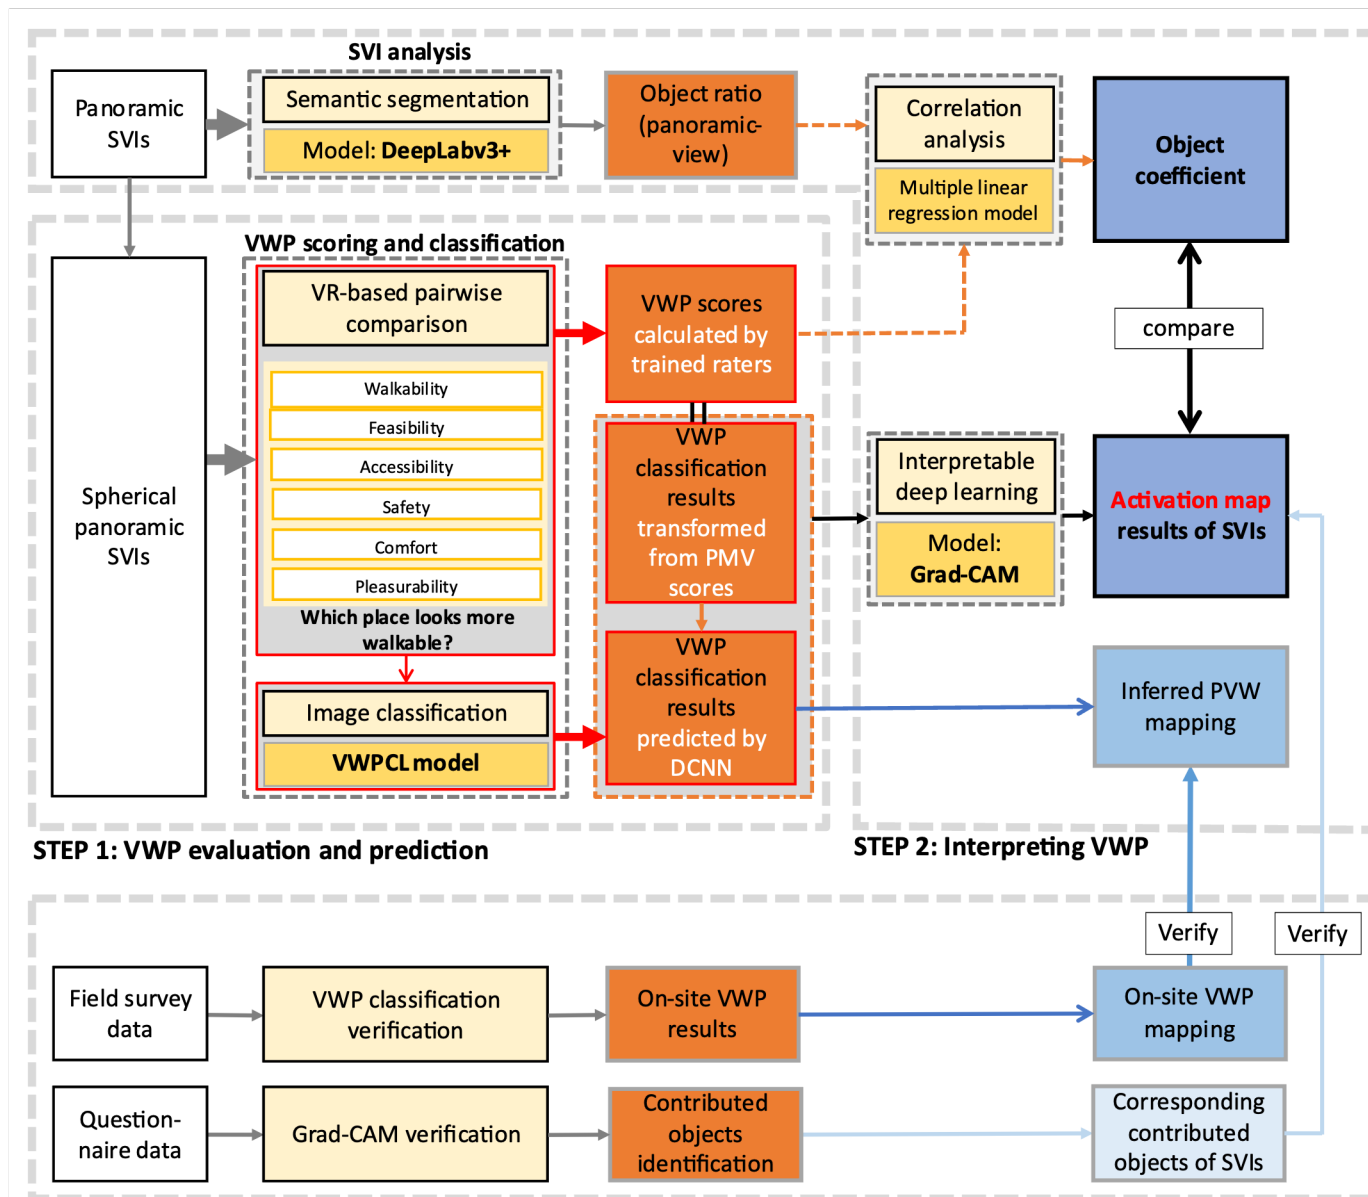 SVI analysis
Panoramic
SVIs
Semantic segmentation
Model: DeepLabv3+
Object ratio
(panoramic-
view)
Correlation
analysis
Multiple linear
regression model
Object
coefficient
VWP scoring and classification
Spherical
panoramic
SVIs
VR-based pairwise
comparison
Walkability
Feasibility
Accessibility
Safety
Comfort
Pleasurability
Which place looks more
walkable?
Image classification
VWPCL model
VWP scores
calculated by
trained raters
VWP
classification
results
transformed
from PMV
scores
VWP
classification
results
predicted by
DCNN
compare
Interpretable
deep learning
Model:
Grad-CAM
Activation map
results of SVIs
Inferred PVW
mapping
STEP 1: VWP evaluation and prediction
STEP 2: Interpreting VWP
Verify
Verify
Field survey
data
VWP classification
verification
On-site VWP
results
On-site VWP
mapping
Question-
naire data
Grad-CAM verification
Contributed
objects
identification
Corresponding
contributed
objects of SVIs